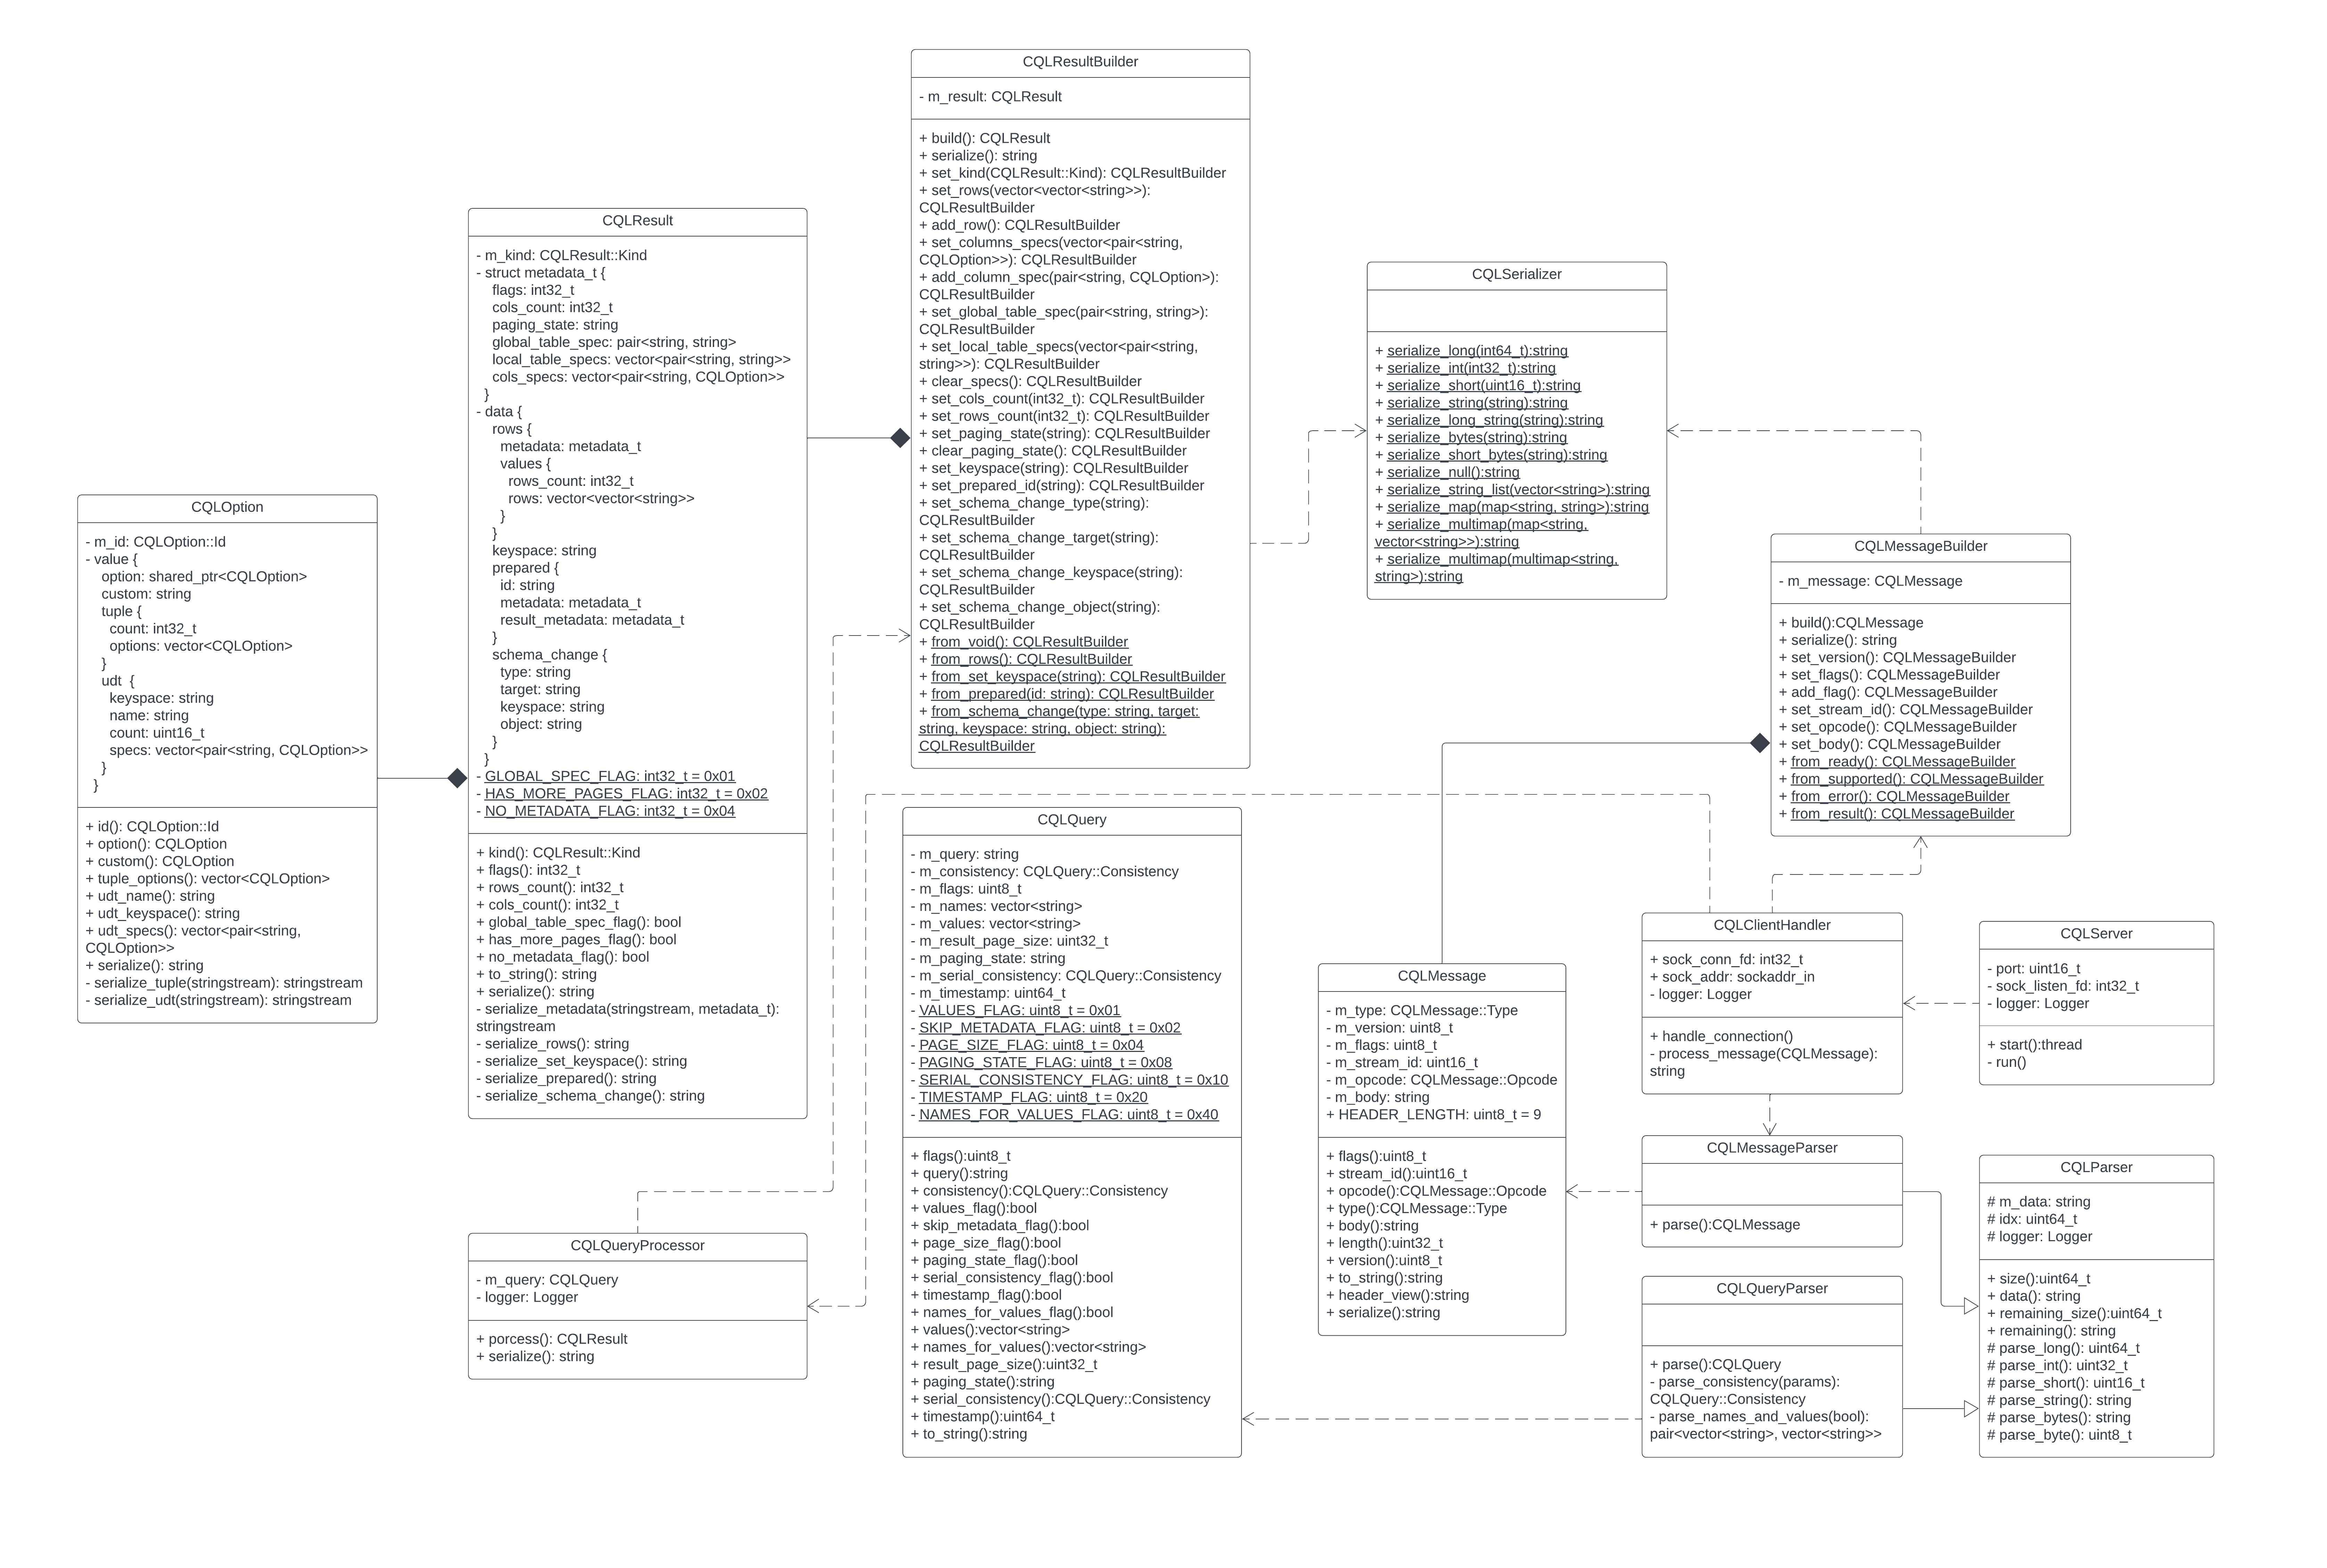 CQLResultBuilder
- m_result: CQLResult
+ build(): CQLResult
+ serialize(): string
+ set_kind(CQLResult::Kind): CQLResultBuilder
+ set_rows(vector<vector<string>>):
CQLResultBuilder
+ add_row(): CQLResultBuilder
+ set_columns_specs(vector<pair<string,
CQLOption>>): CQLResultBuilder
+ add_column_spec(pair<string, CQLOption>):
CQLResultBuilder
+ set_global_table_spec(pair<string, string>):
CQLResultBuilder
+ set_local_table_specs(vector<pair<string,
string>>): CQLResultBuilder
+ clear_specs(): CQLResultBuilder
+ set_cols_count(int32_t): CQLResultBuilder
+ set_rows_count(int32_t): CQLResultBuilder
+ set_paging_state(string): CQLResultBuilder
+ clear_paging_state(): CQLResultBuilder
+ set_keyspace(string): CQLResultBuilder
+ set_prepared_id(string): CQLResultBuilder
+ set_schema_change_type(string):
CQLResultBuilder
+ set_schema_change_target(string):
CQLResultBuilder
+ set_schema_change_keyspace(string):
CQLResultBuilder
+ set_schema_change_object(string):
CQLResultBuilder
+ from_void(): CQLResultBuilder
+ from_rows(): CQLResultBuilder
+ from_set_keyspace(string): CQLResultBuilder
+ from_prepared(id: string): CQLResultBuilder
+ from_schema_change(type: string, target:
string, keyspace: string, object: string):
CQLResultBuilder
CQLResult
- m_kind: CQLResult::Kind
- struct metadata_t {
flags: int32_t
cols_count: int32_t
paging_state: string
global_table_spec: pair<string, string>
local_table_specs: vector<pair<string, string>>
cols_specs: vector<pair<string, CQLOption>>
}
- data {
rows {
metadata: metadata_t
values {
rows_count: int32_t
rows: vector<vector<string>>
}
}
keyspace: string
prepared {
id: string
metadata: metadata_t
result_metadata: metadata_t
}
schema_change {
type: string
target: string
keyspace: string
object: string
}
}
- GLOBAL_SPEC_FLAG: int32_t = 0x01
- HAS_MORE_PAGES_FLAG: int32_t = 0x02
- NO_METADATA_FLAG: int32_t = 0x04
+ kind(): CQLResult::Kind
+ flags(): int32_t
+ rows_count(): int32_t
+ cols_count(): int32_t
+ global_table_spec_flag(): bool
+ has_more_pages_flag(): bool
+ no_metadata_flag(): bool
+ to_string(): string
+ serialize(): string
- serialize_metadata(stringstream, metadata_t):
stringstream
- serialize_rows(): string
- serialize_set_keyspace(): string
- serialize_prepared(): string
- serialize_schema_change(): string
CQLSerializer
+ serialize_long(int64_t):string
+ serialize_int(int32_t):string
+ serialize_short(uint16_t):string
+ serialize_string(string):string
+ serialize_long_string(string):string
+ serialize_bytes(string):string
+ serialize_short_bytes(string):string
+ serialize_null():string
+ serialize_string_list(vector<string>):string
+ serialize_map(map<string, string>):string
+ serialize_multimap(map<string,
vector<string>>):string
+ serialize_multimap(multimap<string,
string>):string
CQLOption
- m_id: CQLOption::Id
- value {
option: shared_ptr<CQLOption>
custom: string
tuple {
count: int32_t
options: vector<CQLOption>
}
udt  {
keyspace: string
name: string
count: uint16_t
specs: vector<pair<string, CQLOption>>
}
}
+ id(): CQLOption::Id
+ option(): CQLOption
+ custom(): CQLOption
+ tuple_options(): vector<CQLOption>
+ udt_name(): string
+ udt_keyspace(): string
+ udt_specs(): vector<pair<string,
CQLOption>>
+ serialize(): string
- serialize_tuple(stringstream): stringstream
- serialize_udt(stringstream): stringstream
CQLMessageBuilder
- m_message: CQLMessage
+ build():CQLMessage
+ serialize(): string
+ set_version(): CQLMessageBuilder
+ set_flags(): CQLMessageBuilder
+ add_flag(): CQLMessageBuilder
+ set_stream_id(): CQLMessageBuilder
+ set_opcode(): CQLMessageBuilder
+ set_body(): CQLMessageBuilder
+ from_ready(): CQLMessageBuilder
+ from_supported(): CQLMessageBuilder
+ from_error(): CQLMessageBuilder
+ from_result(): CQLMessageBuilder
CQLQuery
- m_query: string
- m_consistency: CQLQuery::Consistency
- m_flags: uint8_t
- m_names: vector<string>
- m_values: vector<string>
- m_result_page_size: uint32_t
- m_paging_state: string
- m_serial_consistency: CQLQuery::Consistency
- m_timestamp: uint64_t
- VALUES_FLAG: uint8_t = 0x01
- SKIP_METADATA_FLAG: uint8_t = 0x02
- PAGE_SIZE_FLAG: uint8_t = 0x04
- PAGING_STATE_FLAG: uint8_t = 0x08
- SERIAL_CONSISTENCY_FLAG: uint8_t = 0x10
- TIMESTAMP_FLAG: uint8_t = 0x20
- NAMES_FOR_VALUES_FLAG: uint8_t = 0x40
+ flags():uint8_t
+ query():string
+ consistency():CQLQuery::Consistency
+ values_flag():bool
+ skip_metadata_flag():bool
+ page_size_flag():bool
+ paging_state_flag():bool
+ serial_consistency_flag():bool
+ timestamp_flag():bool
+ names_for_values_flag():bool
+ values():vector<string>
+ names_for_values():vector<string>
+ result_page_size():uint32_t
+ paging_state():string
+ serial_consistency():CQLQuery::Consistency
+ timestamp():uint64_t
+ to_string():string
CQLClientHandler
+ sock_conn_fd: int32_t
+ sock_addr: sockaddr_in
- logger: Logger
+ handle_connection()
- process_message(CQLMessage):
string
CQLServer
- port: uint16_t
- sock_listen_fd: int32_t
- logger: Logger
+ start():thread
- run()
CQLMessage
- m_type: CQLMessage::Type
- m_version: uint8_t
- m_flags: uint8_t
- m_stream_id: uint16_t
- m_opcode: CQLMessage::Opcode
- m_body: string
+ HEADER_LENGTH: uint8_t = 9
+ flags():uint8_t
+ stream_id():uint16_t
+ opcode():CQLMessage::Opcode
+ type():CQLMessage::Type
+ body():string
+ length():uint32_t
+ version():uint8_t
+ to_string():string
+ header_view():string
+ serialize():string
CQLMessageParser
+ parse():CQLMessage
CQLParser
# m_data: string
# idx: uint64_t
# logger: Logger
+ size():uint64_t
+ data(): string
+ remaining_size():uint64_t
+ remaining(): string
# parse_long(): uint64_t
# parse_int(): uint32_t
# parse_short(): uint16_t
# parse_string(): string
# parse_bytes(): string
# parse_byte(): uint8_t
CQLQueryProcessor
- m_query: CQLQuery
- logger: Logger
+ porcess(): CQLResult
+ serialize(): string
CQLQueryParser
+ parse():CQLQuery
- parse_consistency(params):
CQLQuery::Consistency
- parse_names_and_values(bool):
pair<vector<string>, vector<string>>